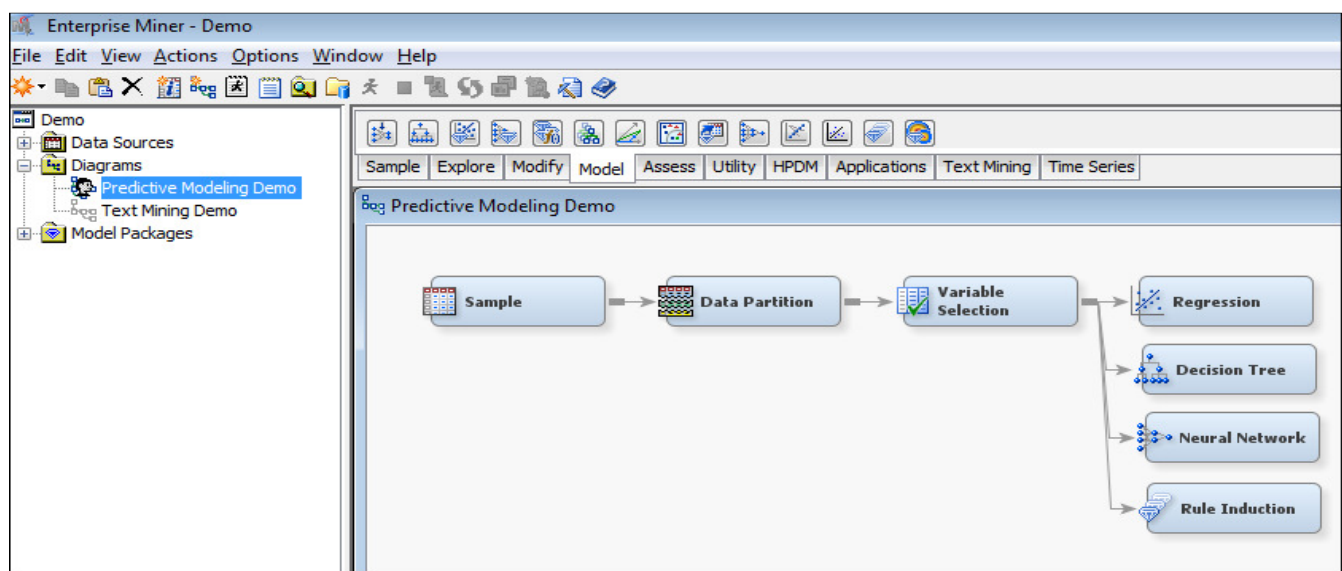 Enterprise Miner - Demo
File Edit View Actions Options Window Help
Demo
Data Sources
Diagrams
Predictive Modeling Demo
Text Mining Demo
Model Packages
Sample Explore Modify Model Assess Utility HPDM Applications Text Mining Time Series
Predictive Modeling Demo
Sample
Data Partition
Variable
Selection
Regression
Decision Tree
Neural Network
Rule Induction